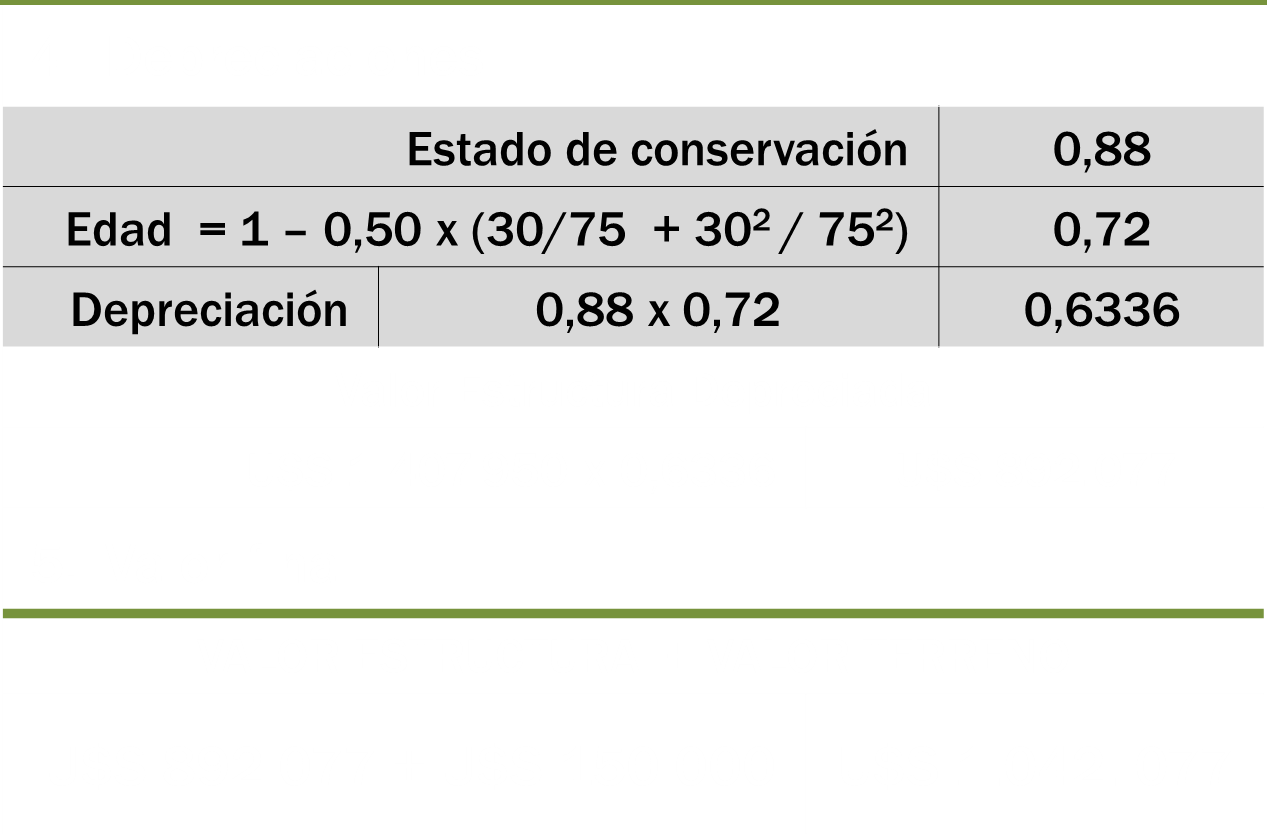 Estado de conservación 0,88
Edad = 1 – 0,50 x (30/75 + 30² / 75²) 0,72
Depreciación 0,88 x 0,72 0,6336